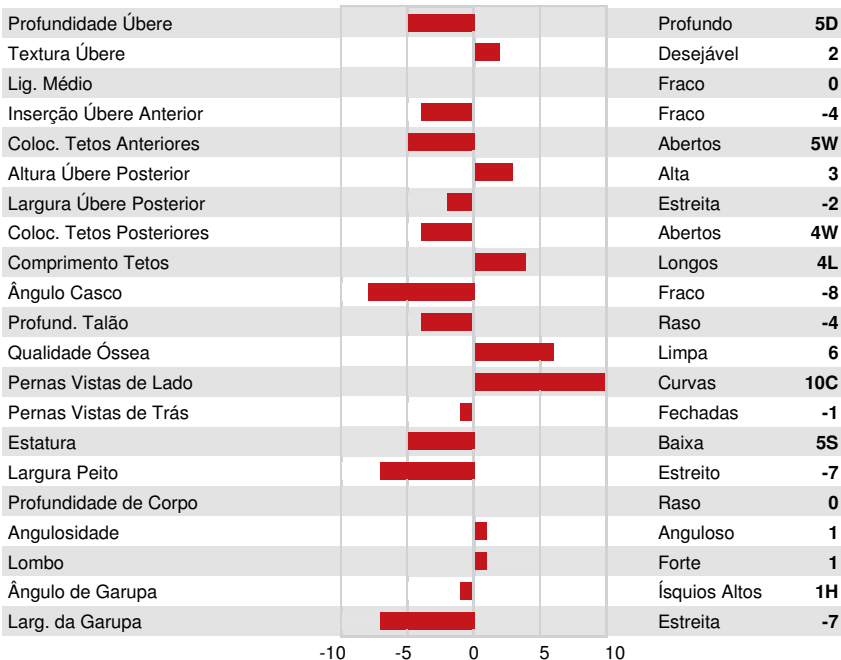 Profundidade Úbere Profundo 5D
Textura Úbere Desejável 2
Lig. Médio Fraco 0
Inserção Úbere Anterior Fraco -4
Coloc. Tetos Anteriores Abertos 5W
Altura Úbere Posterior Alta 3
Largura Úbere Posterior Estreita -2
Coloc. Tetos Posteriores Abertos 4W
Comprimento Tetos Longos 4L
Ângulo Casco Fraco -8
Profund. Talão Raso -4
Qualidade Óssea Limpa 6
Pernas Vistas de Lado Curvas 10C
Pernas Vistas de Trás Fechadas -1
Estatura Baixa 5S
Largura Peito Estreito -7
Profundidade de Corpo Raso 0
Angulosidade Anguloso 1
Lombo Forte 1
Ângulo de Garupa Ísquios Altos 1H
Larg. da Garupa Estreita -7
-10 -5 0 5 10